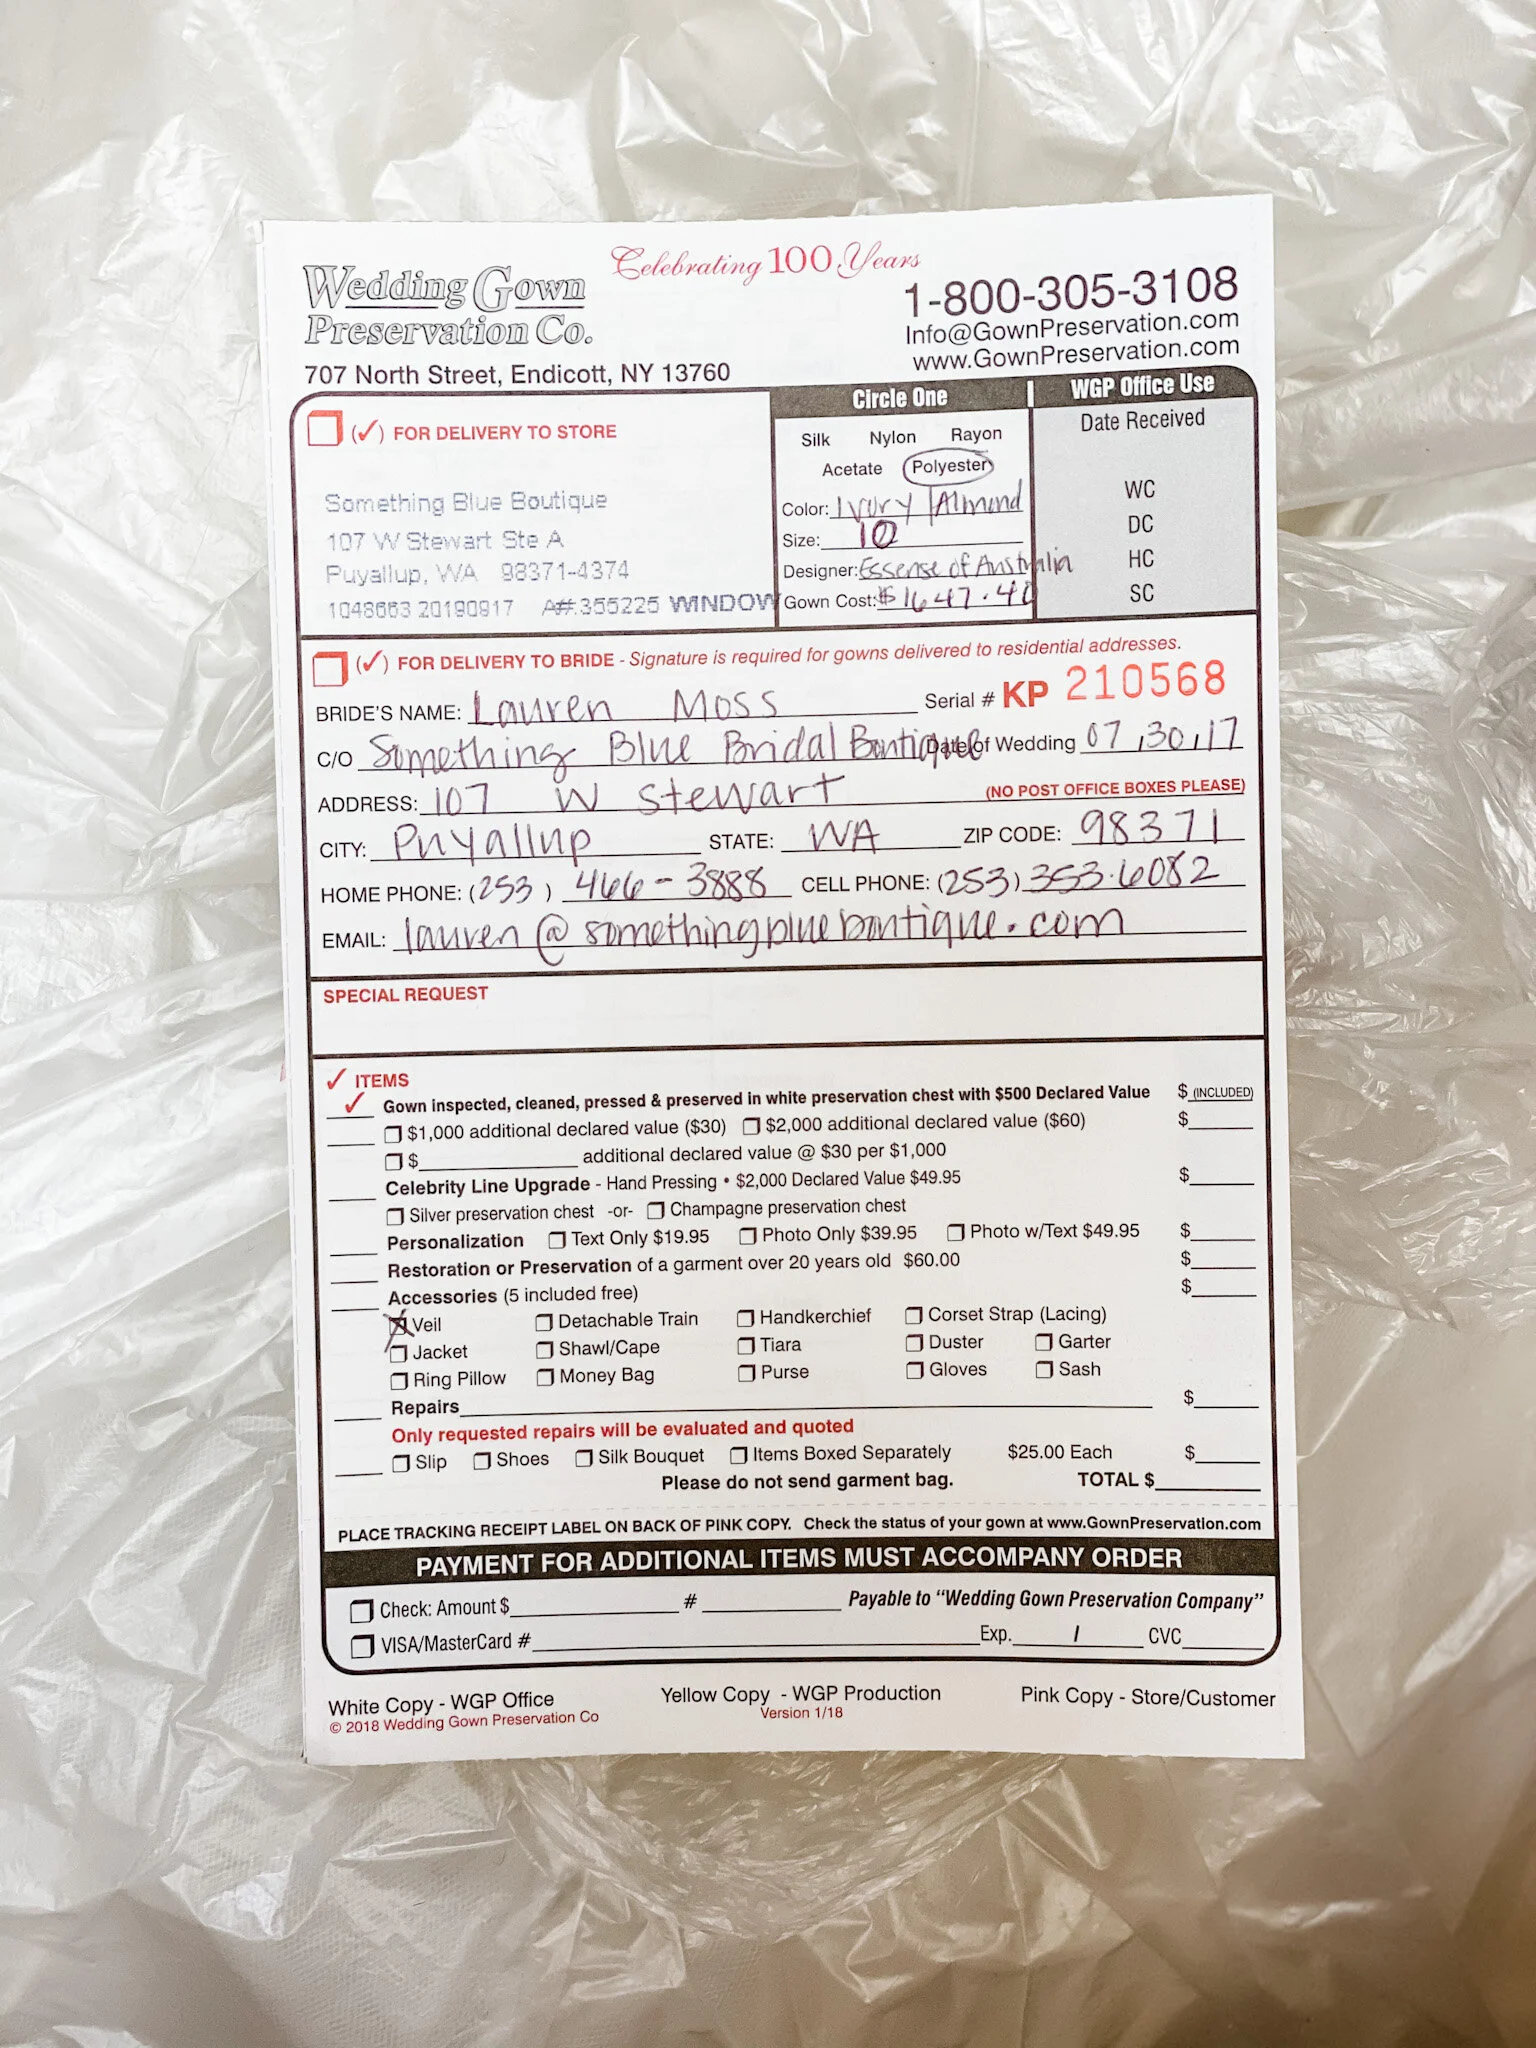 Celebrating 100 Years
Wedding Gown
Preservation Co.
707 North Street, Endicott, NY 13760
1-800-305-3108
Info@GownPreservation.com
www.GownPreservation.com
(✓) FOR DELIVERY TO STORE
Something Blue Boutique
107 W Stewart Ste A
Puyallup, WA 98371-4374
1048663 20190917 A#:355225 WINDOW
Circle One
Silk Nylon Rayon
Acetate Polyester
Color: Ivory/Almond
Size: 10
Designer: Essense of Australia
Gown Cost: $1647.40
WGP Office Use
Date Received
WC
DC
HC
SC
(✓) FOR DELIVERY TO BRIDE - Signature is required for gowns delivered to residential addresses.
BRIDE'S NAME: Lauren Moss Serial # KP 210568
C/O Something Blue Bridal Boutique Date of Wedding 07,30,17
ADDRESS: 107 W Stewart (NO POST OFFICE BOXES PLEASE)
CITY: Puyallup STATE: WA ZIP CODE: 98371
HOME PHONE: (253) 466-3888 CELL PHONE: (253) 353.6082
EMAIL: lauren@somethingblueboutique.com
SPECIAL REQUEST
✓ ITEMS
✓ Gown inspected, cleaned, pressed & preserved in white preservation chest with $500 Declared Value $ (INCLUDED)
$1,000 additional declared value ($30) $2,000 additional declared value ($60) $
$ additional declared value @ $30 per $1,000
Celebrity Line Upgrade - Hand Pressing • $2,000 Declared Value $49.95 $
Silver preservation chest -or- Champagne preservation chest
Personalization Text Only $19.95 Photo Only $39.95 Photo w/Text $49.95 $
Restoration or Preservation of a garment over 20 years old $60.00 $
Accessories (5 included free) $
Veil Detachable Train Handkerchief Corset Strap (Lacing)
Jacket Shawl/Cape Tiara Duster Garter
Ring Pillow Money Bag Purse Gloves Sash
Repairs $
Only requested repairs will be evaluated and quoted
Slip Shoes Silk Bouquet Items Boxed Separately $25.00 Each $
Please do not send garment bag. TOTAL $
PLACE TRACKING RECEIPT LABEL ON BACK OF PINK COPY. Check the status of your gown at www.GownPreservation.com
PAYMENT FOR ADDITIONAL ITEMS MUST ACCOMPANY ORDER
Check: Amount $ # Payable to "Wedding Gown Preservation Company"
VISA/MasterCard # Exp. / CVC
White Copy - WGP Office Yellow Copy - WGP Production Pink Copy - Store/Customer
© 2018 Wedding Gown Preservation Co Version 1/18